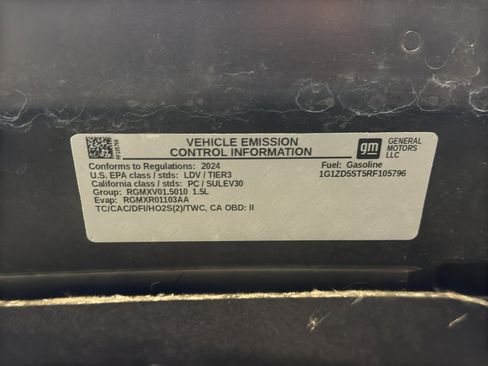 VEHICLE EMISSION
CONTROL INFORMATION
gm
GENERAL
MOTORS
LLC
Conforms to Regulations: 2024
Fuel: Gasoline
U.S. EPA class / stds: LDV / TIER3
1G1ZD5ST5RF105796
California class / stds: PC / SULEV30
Group: RGMXV01.5010 1.5L
Evap: RGMXR01103AA
TC/CAC/DFI/HO2S(2)/TWC, CA OBD: II